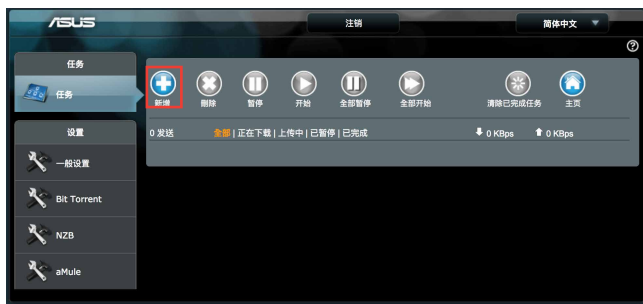 ASUS 注销 简体中文
任务
任务
新增 删除 暂停 开始 全部暂停 全部开始 清除已完成任务 主页
设置
0 发送 全部 | 正在下载 | 上传中 | 已暂停 | 已完成 0 KBps 0 KBps
一般设置
Bit Torrent
NZB
aMule